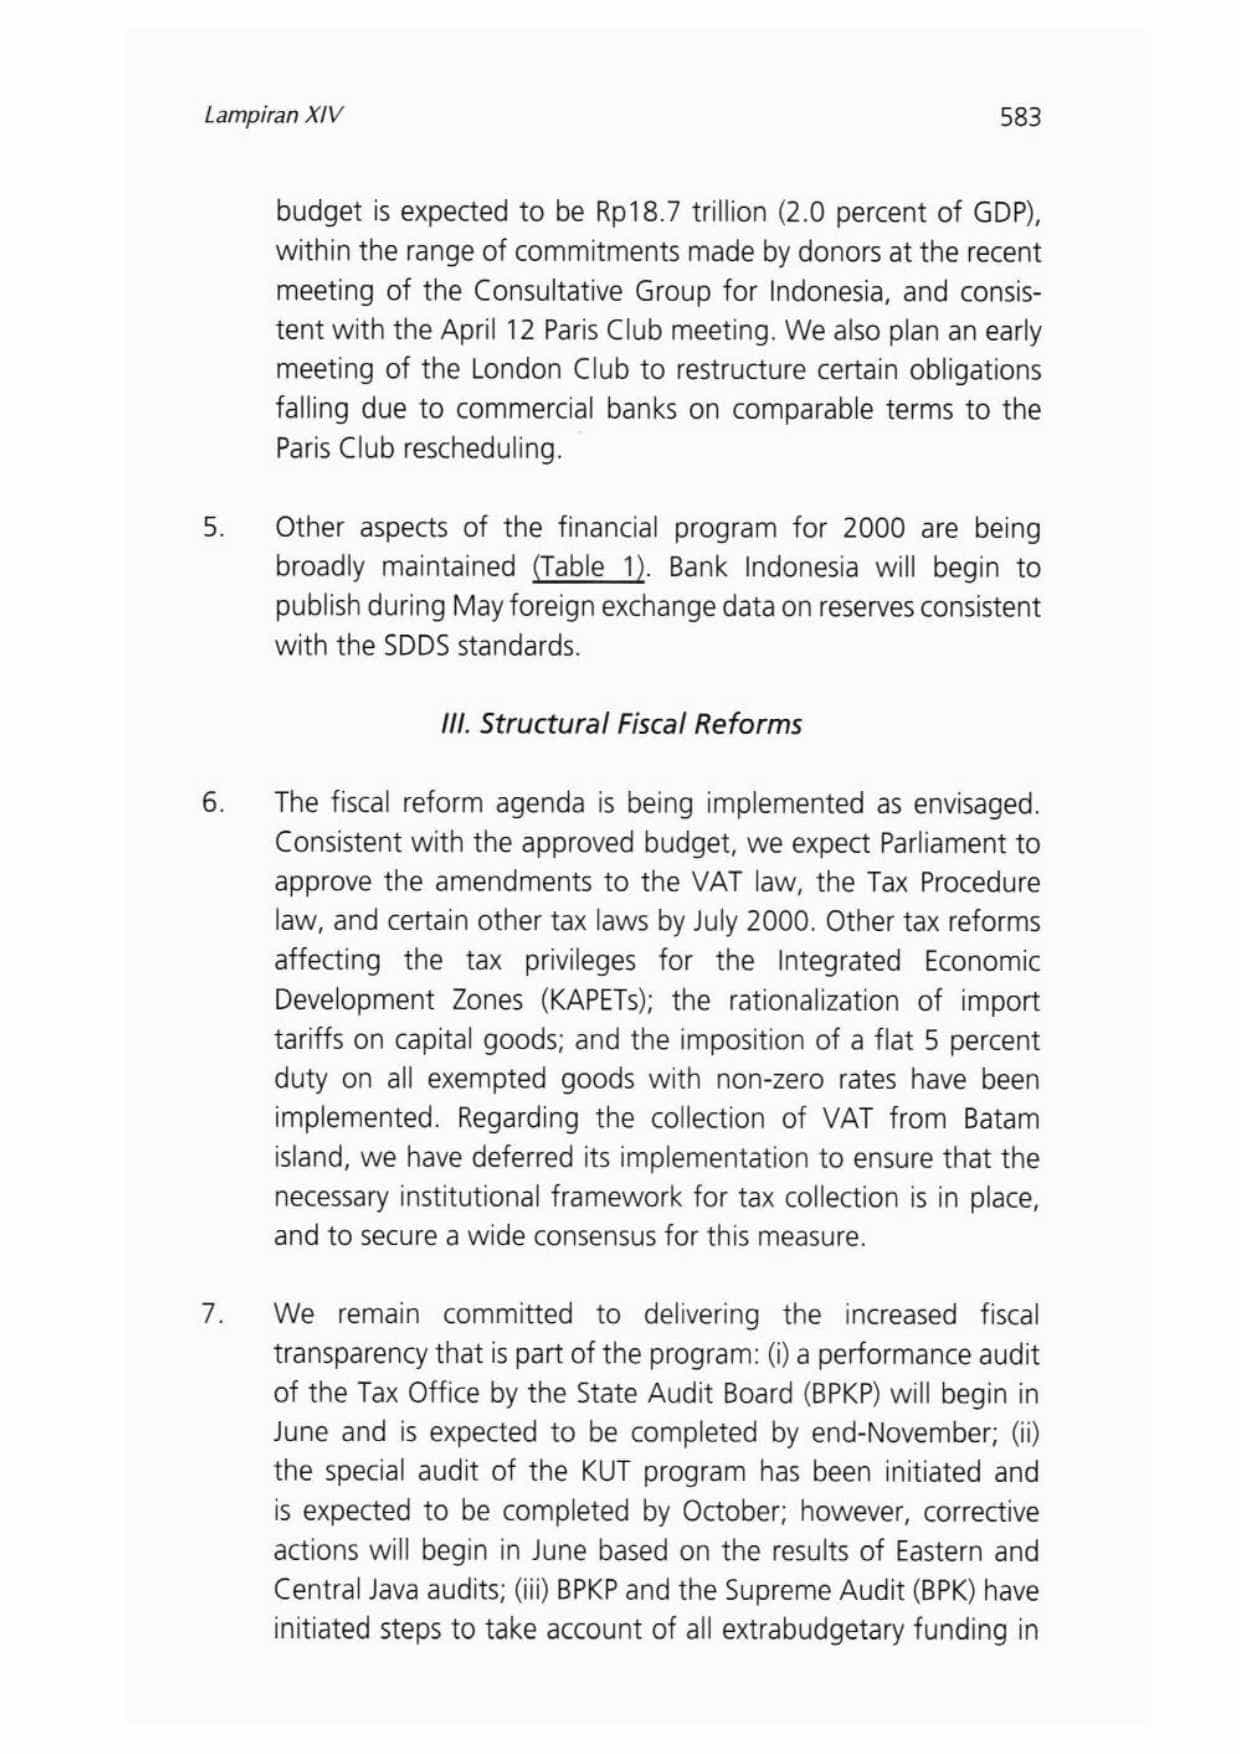 Lampiran XIV 583
budget is expected to be Rp18.7 trillion (2.0 percent of GDP),
within the range of commitments made by donors at the recent
meeting of the Consultative Group for Indonesia, and consis-
tent with the April 12 Paris Club meeting. We also plan an early
meeting of the London Club to restructure certain obligations
falling due to commercial banks on comparable terms to the
Paris Club rescheduling.
5. Other aspects of the financial program for 2000 are being
broadly maintained (Table 1). Bank Indonesia will begin to
publish during May foreign exchange data on reserves consistent
with the SDDS standards.
III. Structural Fiscal Reforms
6. The fiscal reform agenda is being implemented as envisaged.
Consistent with the approved budget, we expect Parliament to
approve the amendments to the VAT law, the Tax Procedure
law, and certain other tax laws by July 2000. Other tax reforms
affecting the tax privileges for the Integrated Economic
Development Zones (KAPETs); the rationalization of import
tariffs on capital goods; and the imposition of a flat 5 percent
duty on all exempted goods with non-zero rates have been
implemented. Regarding the collection of VAT from Batam
island, we have deferred its implementation to ensure that the
necessary institutional framework for tax collection is in place,
and to secure a wide consensus for this measure.
7. We remain committed to delivering the increased fiscal
transparency that is part of the program: (i) a performance audit
of the Tax Office by the State Audit Board (BPKP) will begin in
June and is expected to be completed by end-November; (ii)
the special audit of the KUT program has been initiated and
is expected to be completed by October; however, corrective
actions will begin in June based on the results of Eastern and
Central Java audits; (iii) BPKP and the Supreme Audit (BPK) have
initiated steps to take account of all extrabudgetary funding in